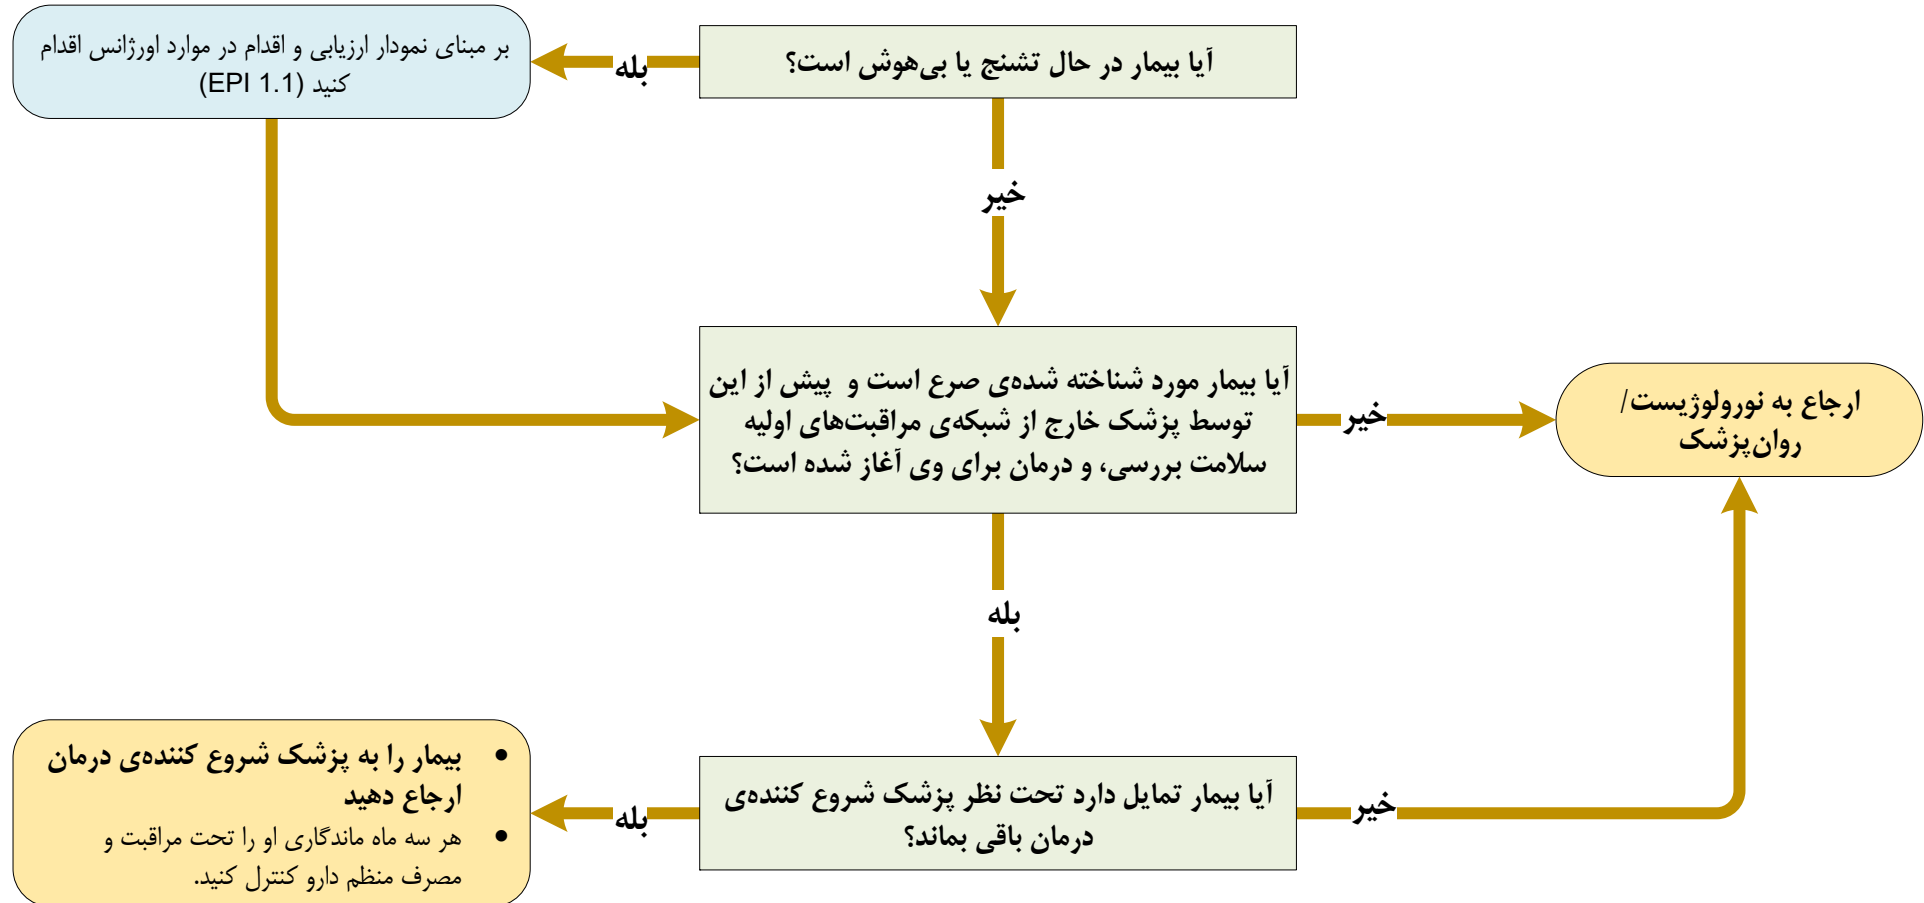 آیا بیمار در حال تشنج یا بی‌هوش است؟
بله
بر مبنای نمودار ارزیابی و اقدام در موارد اورژانس اقدام
کنید (EPI 1.1)
خیر
آیا بیمار مورد شناخته شده‌ی صرع است و پیش از این
توسط پزشک خارج از شبکه‌ی مراقبت‌های اولیه
سلامت بررسی، و درمان برای وی آغاز شده است؟
خیر
ارجاع به نورولوژیست/
روان‌پزشک
بله
آیا بیمار تمایل دارد تحت نظر پزشک شروع کننده‌ی
درمان باقی بماند؟
خیر
بله
• بیمار را به پزشک شروع کننده‌ی درمان
ارجاع دهید
• هر سه ماه ماندگاری او را تحت مراقبت و
مصرف منظم دارو کنترل کنید.